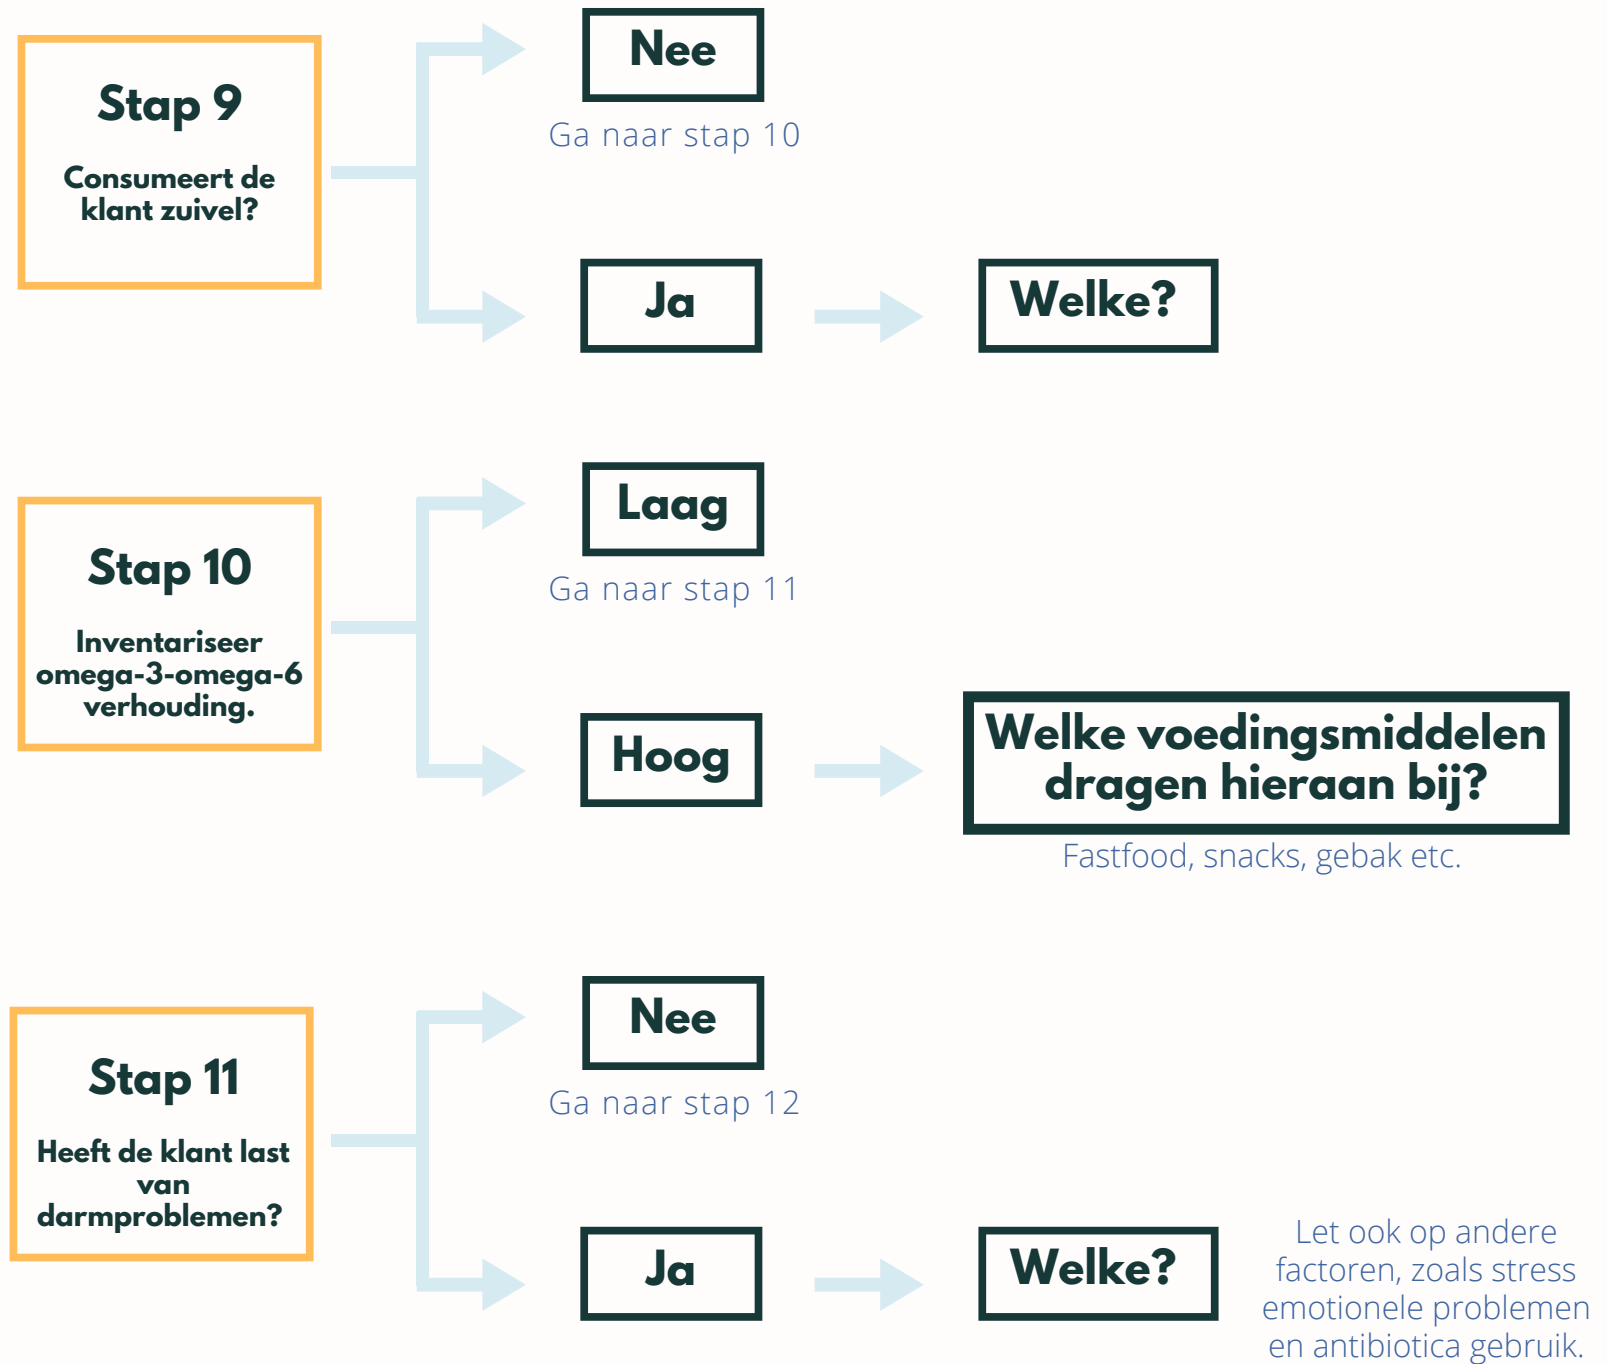 Stap 9
Consumeert de
klant zuivel?
Nee
Ga naar stap 10
Ja
Welke?
Stap 10
Inventariseer
omega-3-omega-6
verhouding.
Laag
Ga naar stap 11
Hoog
Welke voedingsmiddelen
dragen hieraan bij?
Fastfood, snacks, gebak etc.
Stap 11
Heeft de klant last
van
darmproblemen?
Nee
Ga naar stap 12
Ja
Welke?
Let ook op andere
factoren, zoals stress
emotionele problemen
en antibiotica gebruik.